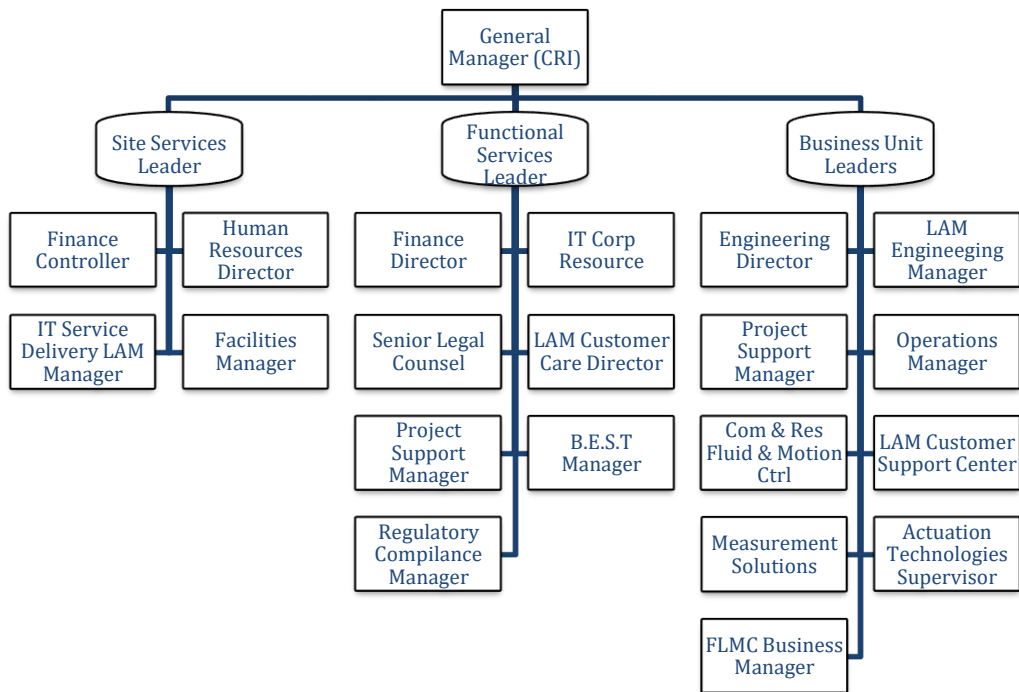 General
Manager (CRI)
Site Services
Leader
Functional
Services
Leader
Business Unit
Leaders
Finance
Controller
Human
Resources
Director
Finance
Director
IT Corp
Resource
Engineering
Director
LAM
Engineeging
Manager
IT Service
Delivery LAM
Manager
Facilities
Manager
Senior Legal
Counsel
LAM Customer
Care Director
Project
Support
Manager
Operations
Manager
Project
Support
Manager
B.E.S.T
Manager
Com & Res
Fluid & Motion
Ctrl
LAM Customer
Support Center
Regulatory
Compilance
Manager
Measurement
Solutions
Actuation
Technologies
Supervisor
FLMC Business
Manager